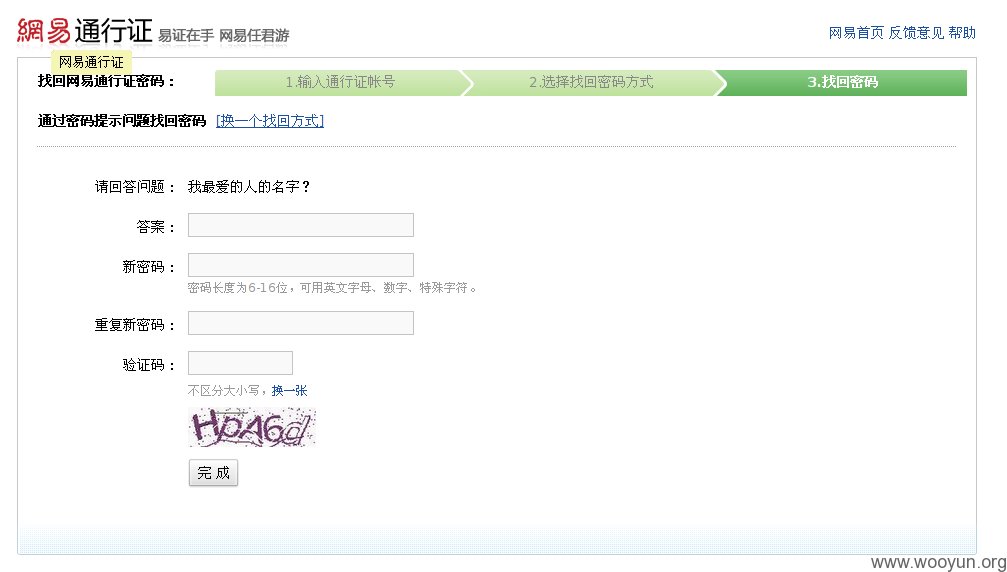 網易通行证 易证在手 网易任君游
网易首页 反馈意见 帮助
网易通行证
找回网易通行证密码：
1.输入通行证帐号
2.选择找回密码方式
3.找回密码
通过密码提示问题找回密码 [换一个找回方式]
请回答问题： 我最爱的人的名字？
答案：
新密码：
密码长度为6-16位，可用英文字母、数字、特殊字符。
重复新密码：
验证码：
不区分大小写，换一张
完 成
www.wooyun.org